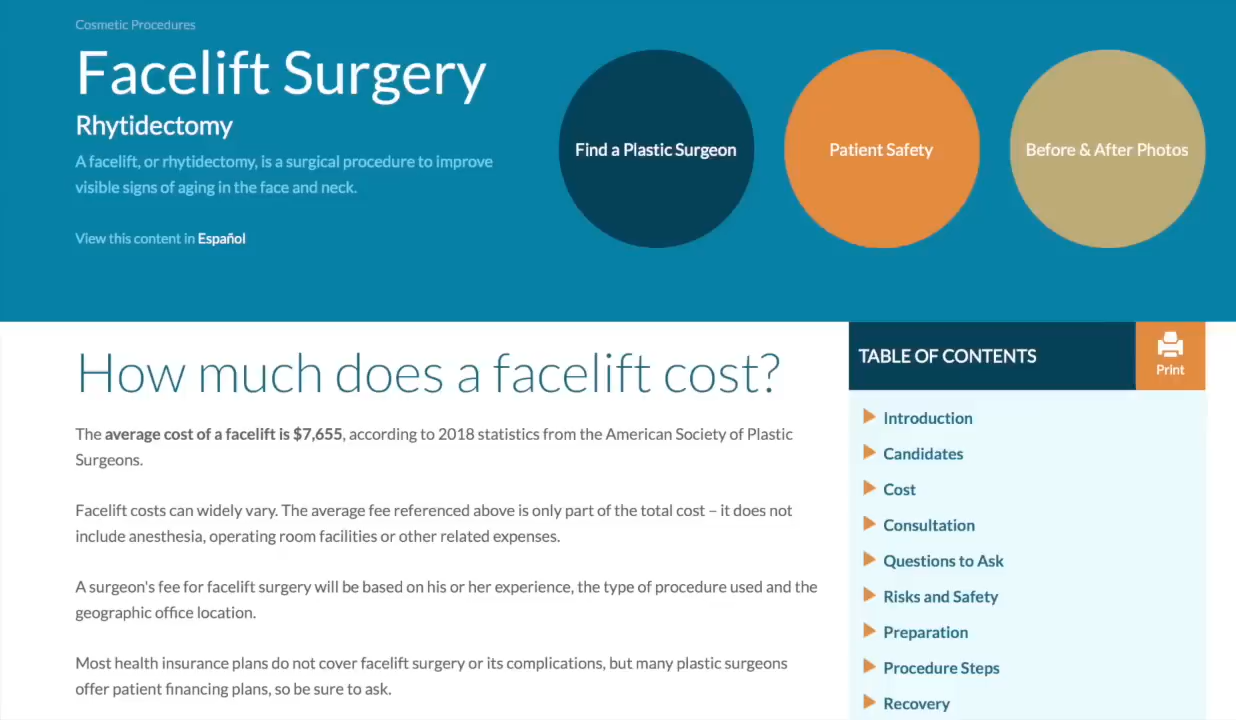 Cosmetic Procedures
Facelift Surgery
Rhytidectomy
A facelift, or rhytidectomy, is a surgical procedure to improve
visible signs of aging in the face and neck.
View this content in Español
Find a Plastic Surgeon
Patient Safety
Before & After Photos
How much does a facelift cost?
The average cost of a facelift is $7,655, according to 2018 statistics from the American Society of Plastic
Surgeons.
Facelift costs can widely vary. The average fee referenced above is only part of the total cost – it does not
include anesthesia, operating room facilities or other related expenses.
A surgeon's fee for facelift surgery will be based on his or her experience, the type of procedure used and the
geographic office location.
Most health insurance plans do not cover facelift surgery or its complications, but many plastic surgeons
offer patient financing plans, so be sure to ask.
TABLE OF CONTENTS
Print
Introduction
Candidates
Cost
Consultation
Questions to Ask
Risks and Safety
Preparation
Procedure Steps
Recovery